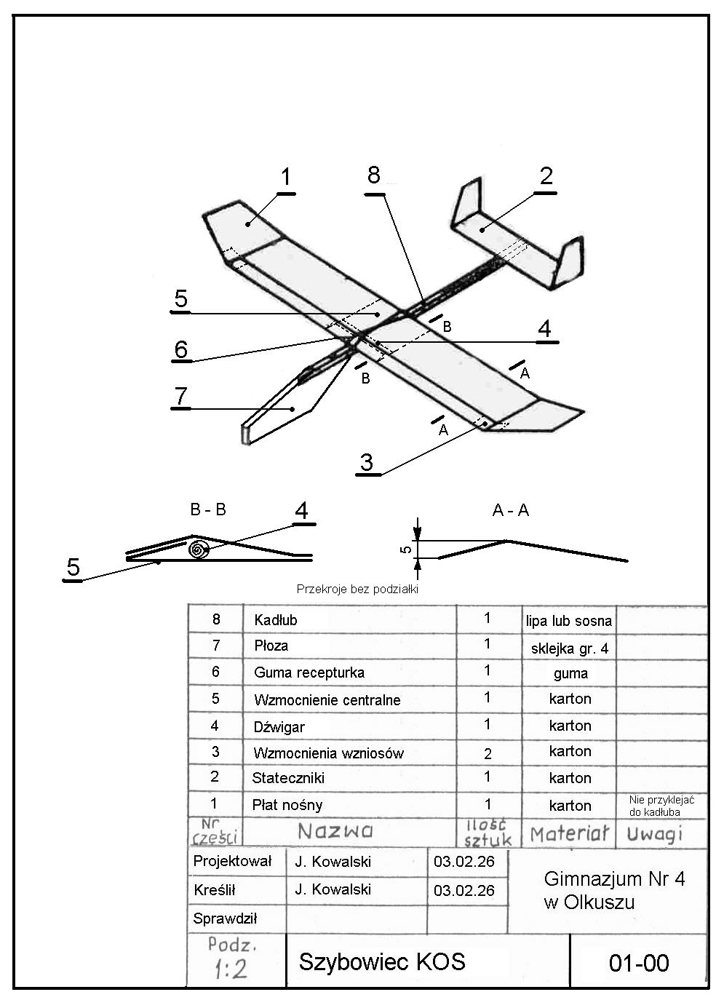 1
8
2
5
B
4
6
A
B
7
A
3
B - B
A - A
4
5
5
Przekroje bez podziałki
8 Kadłub 1 lipa lub sosna
7 Płoza 1 sklejka gr. 4
6 Guma recepturka 1 guma
5 Wzmocnienie centralne 1 karton
4 Dźwigar 1 karton
3 Wzmocnienia wzniosów 2 karton
2 Stateczniki 1 karton
1 Płat nośny 1 karton Nie przyklejać
do kadłuba
Nr
części Nazwa Ilość
sztuk Materiał Uwagi
Projektował J. Kowalski 03.02.26
Kreślił J. Kowalski 03.02.26
Sprawdził
Gimnazjum Nr 4
w Olkuszu
Podz.
1:2
Szybowiec KOS
01-00